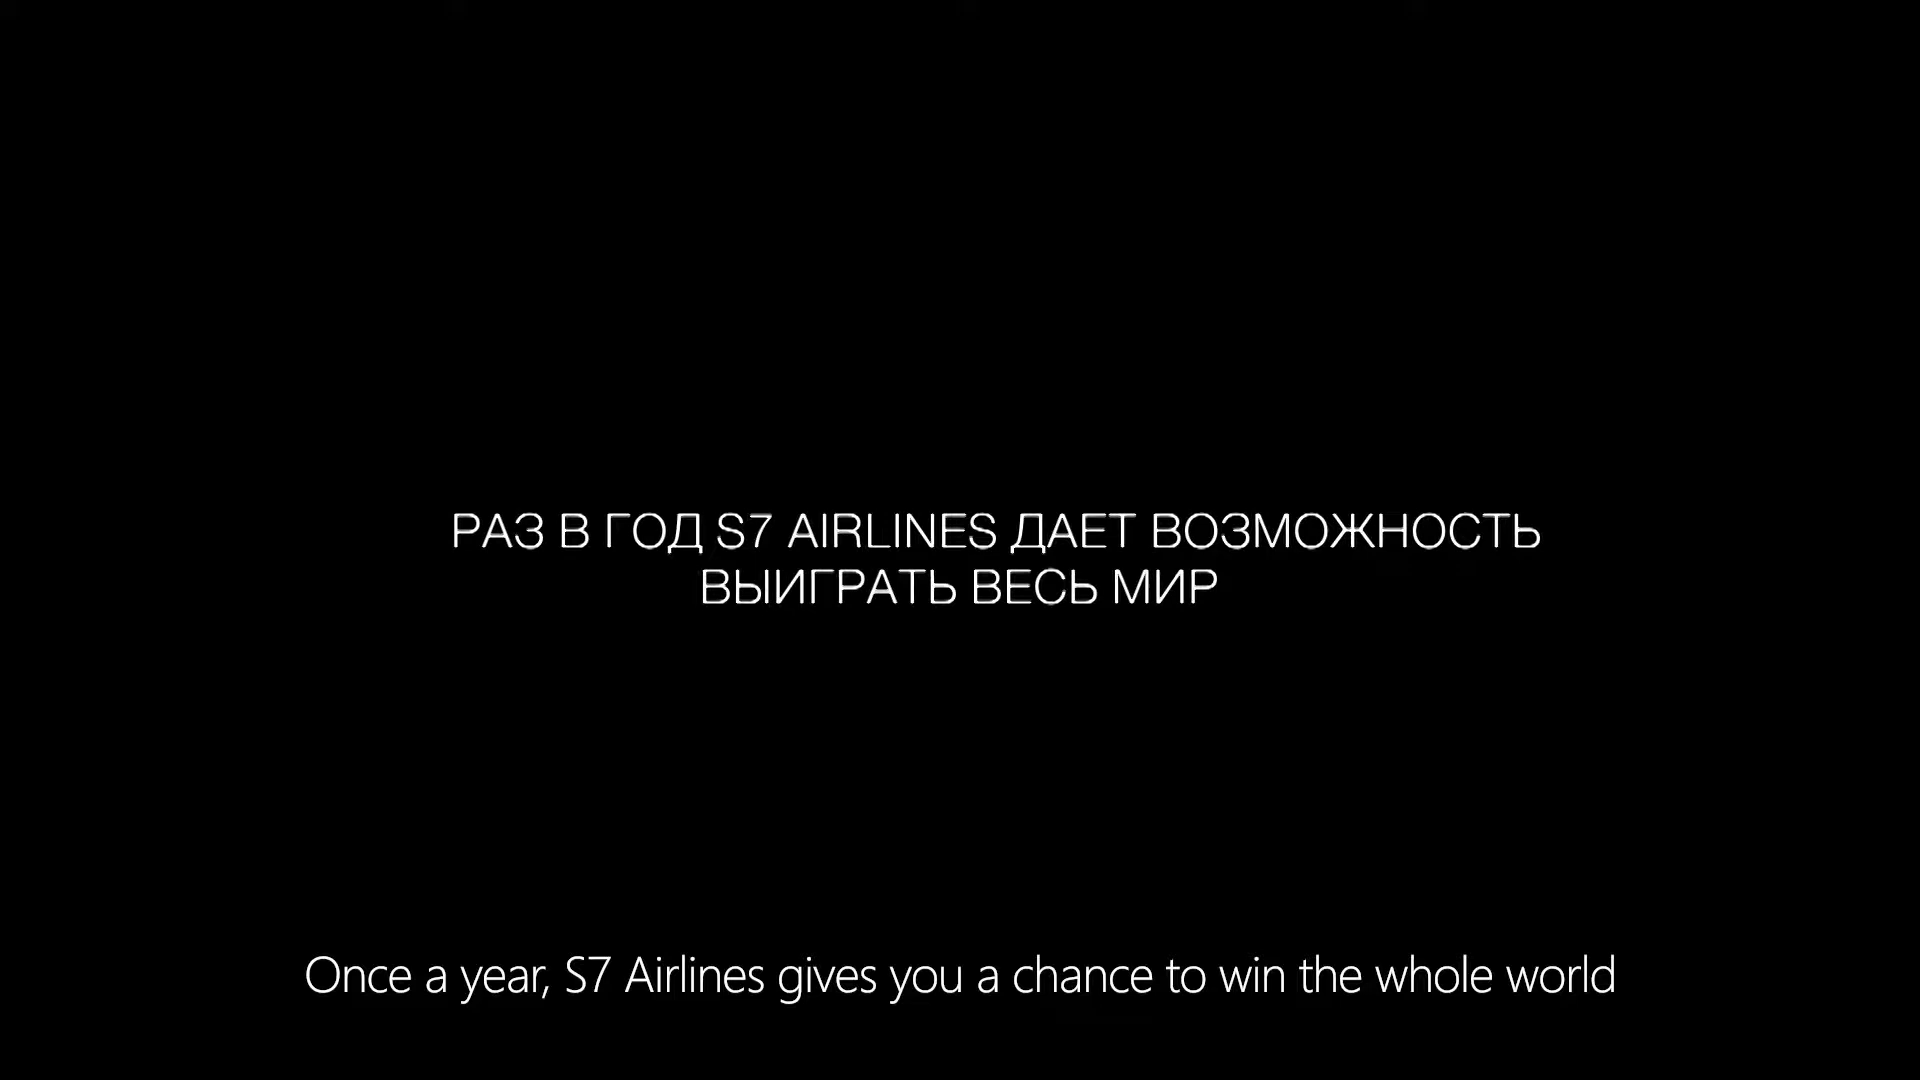 РАЗ В ГОД S7 AIRLINES ДАЕТ ВОЗМОЖНОСТЬ
ВЫИГРАТЬ ВЕСЬ МИР
Once a year, S7 Airlines gives you a chance to win the whole world